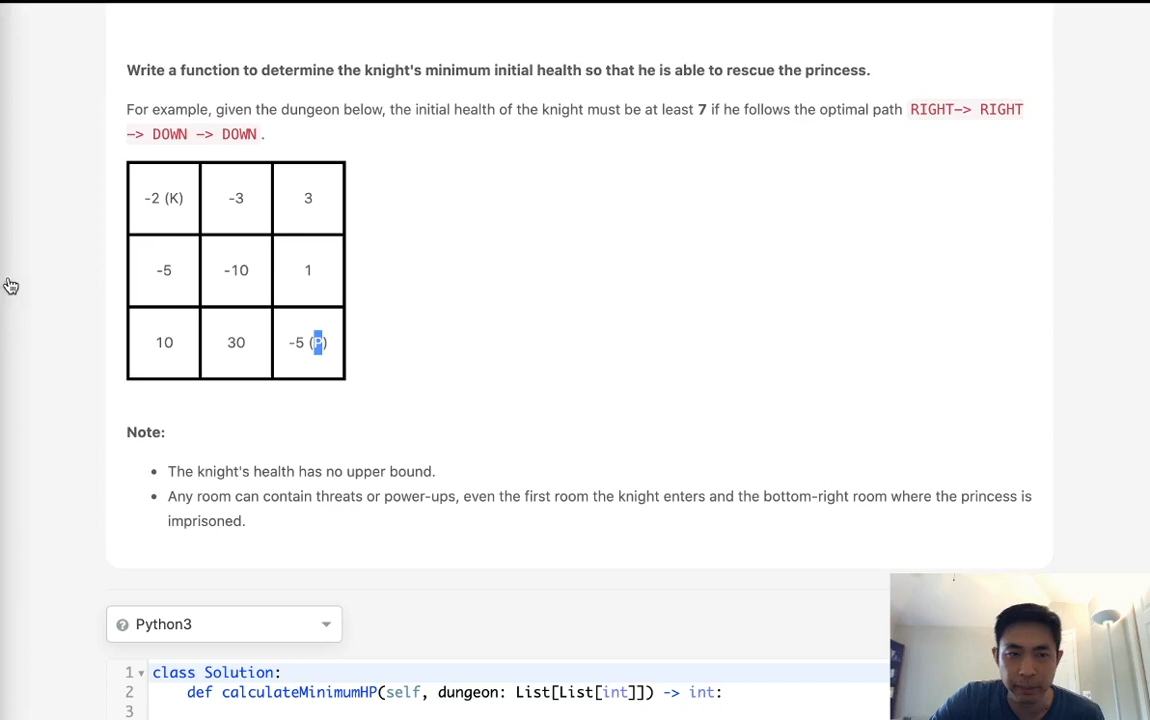 Write a function to determine the knight's minimum initial health so that he is able to rescue the princess.
For example, given the dungeon below, the initial health of the knight must be at least 7 if he follows the optimal path RIGHT-> RIGHT
-> DOWN -> DOWN.
-2 (K) -3 3
-5 -10 1
10 30 -5 (P)
Note:
• The knight's health has no upper bound.
• Any room can contain threats or power-ups, even the first room the knight enters and the bottom-right room where the princess is
imprisoned.
Python3
1 class Solution:
2 def calculateMinimumHP(self, dungeon: List[List[int]]) -> int:
3